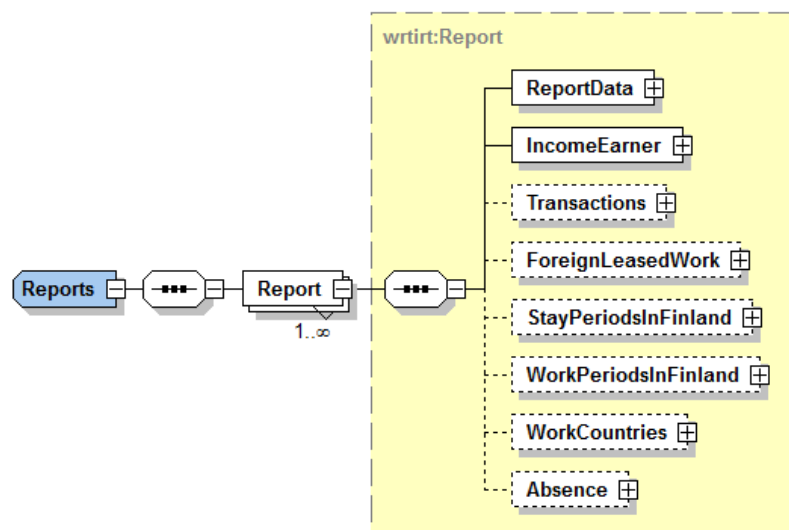 wrtirt:Report
ReportData
IncomeEarner
Transactions
ForeignLeasedWork
Reports
Report
1..∞
StayPeriodsInFinland
WorkPeriodsInFinland
WorkCountries
Absence